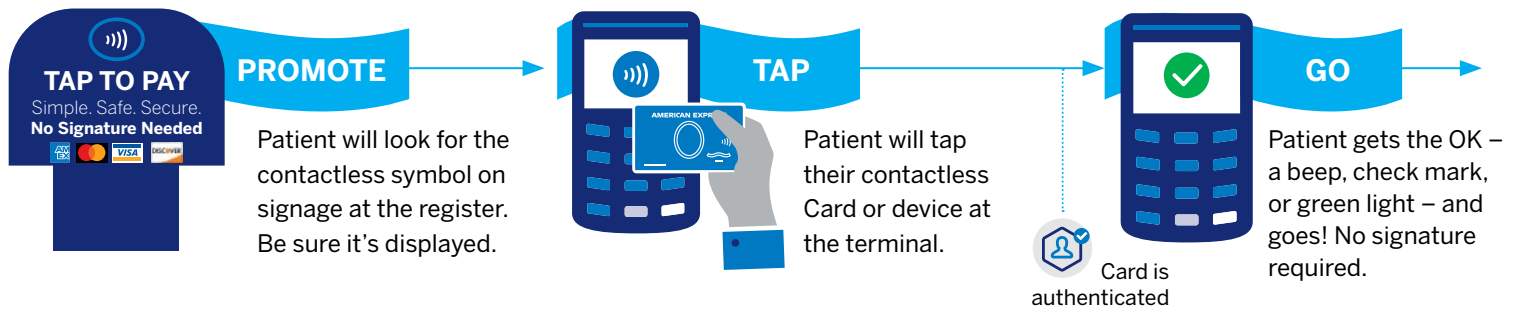 TAP TO PAY
Simple. Safe. Secure.
No Signature Needed
AM
EX
VISA
DISCOVER
PROMOTE
Patient will look for the
contactless symbol on
signage at the register.
Be sure it's displayed.
AMERICAN EXPR
TAP
Patient will tap
their contactless
Card or device at
the terminal.
Card is
authenticated
GO
Patient gets the OK –
a beep, check mark,
or green light – and
goes! No signature
required.